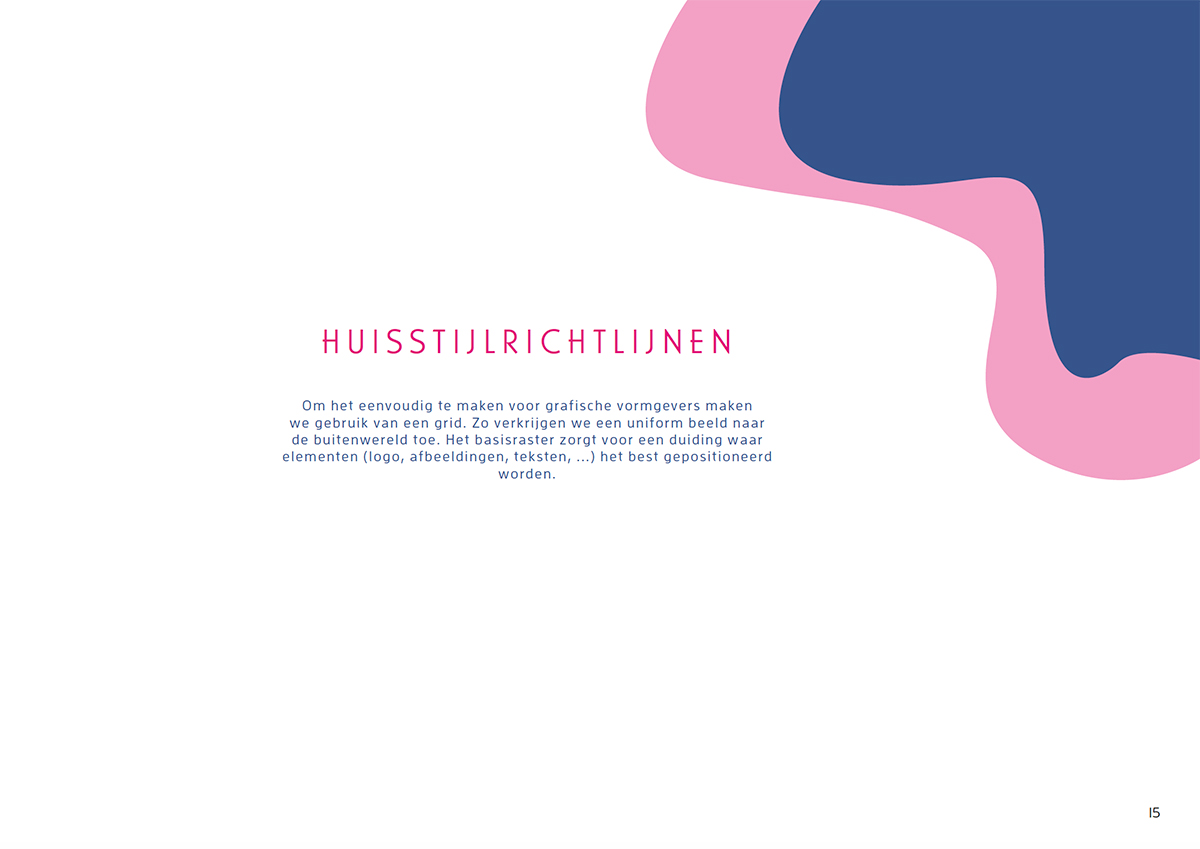 HUISSTIJLRICHTLIJNEN
Om het eenvoudig te maken voor grafische vormgevers maken
we gebruik van een grid. Zo verkrijgen we een uniform beeld naar
de buitenwereld toe. Het basisraster zorgt voor een duiding waar
elementen (logo, afbeeldingen, teksten, ...) het best gepositioneerd
worden.
15